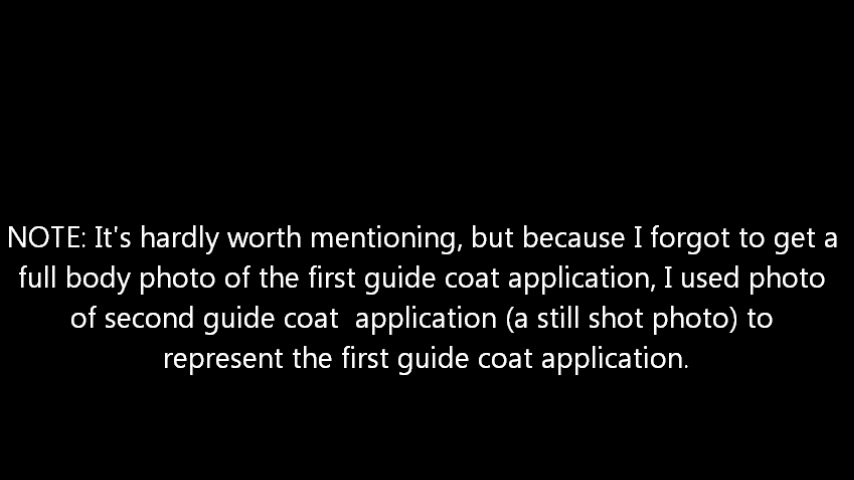 NOTE: It's hardly worth mentioning, but because I forgot to get a
full body photo of the first guide coat application, I used photo
of second guide coat  application (a still shot photo) to
represent the first guide coat application.